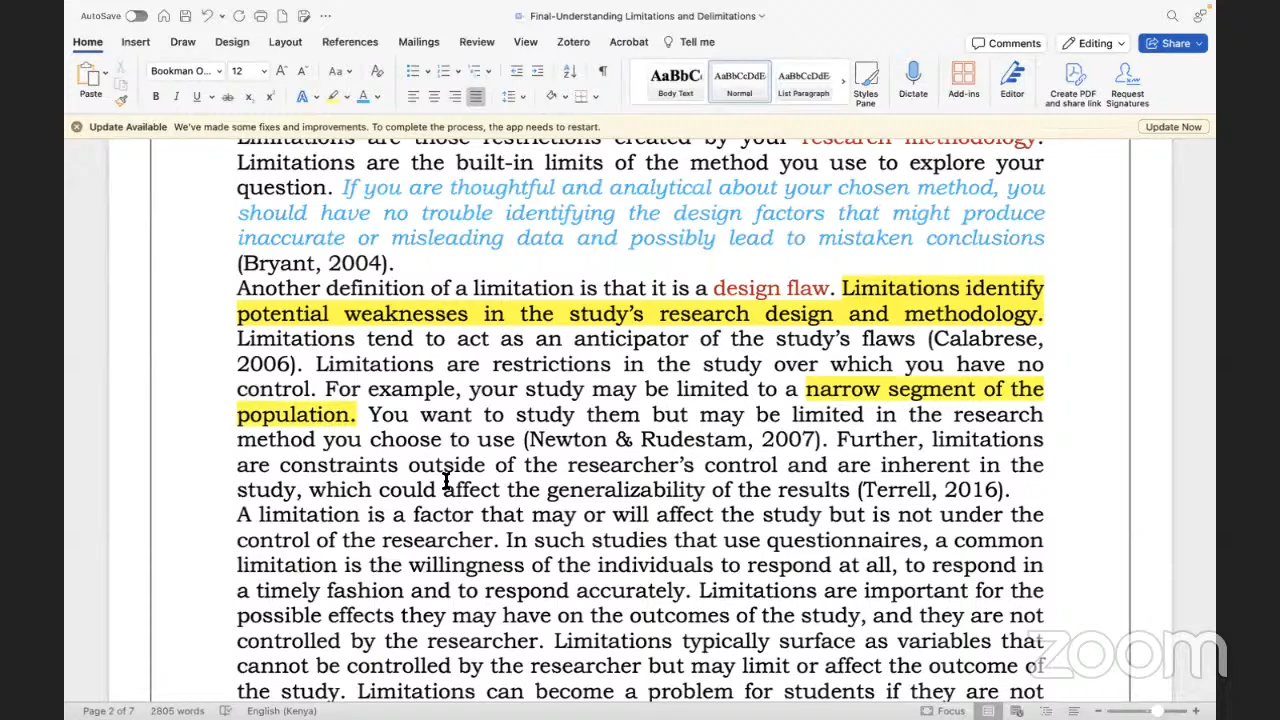 AutoSave
Final-Understanding Limitations and Delimitations
Home Insert Draw Design Layout References Mailings Review View Zotero Acrobat Tell me
Comments Editing Share
Paste
Bookman O... 12
AaBbC AaBbCcDdE AaBbCcDdE
Body Text Normal List Paragraph
Styles Pane
Dictate
Add-ins
Editor
Create PDF and share link
Request Signatures
Update Available We've made some fixes and improvements. To complete the process, the app needs to restart. Update Now
Limitations are those restrictions created by your research methodology.
Limitations are the built-in limits of the method you use to explore your
question. If you are thoughtful and analytical about your chosen method, you
should have no trouble identifying the design factors that might produce
inaccurate or misleading data and possibly lead to mistaken conclusions
(Bryant, 2004).
Another definition of a limitation is that it is a design flaw. Limitations identify
potential weaknesses in the study's research design and methodology.
Limitations tend to act as an anticipator of the study's flaws (Calabrese,
2006). Limitations are restrictions in the study over which you have no
control. For example, your study may be limited to a narrow segment of the
population. You want to study them but may be limited in the research
method you choose to use (Newton & Rudestam, 2007). Further, limitations
are constraints outside of the researcher's control and are inherent in the
study, which could affect the generalizability of the results (Terrell, 2016).
A limitation is a factor that may or will affect the study but is not under the
control of the researcher. In such studies that use questionnaires, a common
limitation is the willingness of the individuals to respond at all, to respond in
a timely fashion and to respond accurately. Limitations are important for the
possible effects they may have on the outcomes of the study, and they are not
controlled by the researcher. Limitations typically surface as variables that
cannot be controlled by the researcher but may limit or affect the outcome of
the study. Limitations can become a problem for students if they are not
zoom
Page 2 of 7 2805 words English (Kenya) Focus